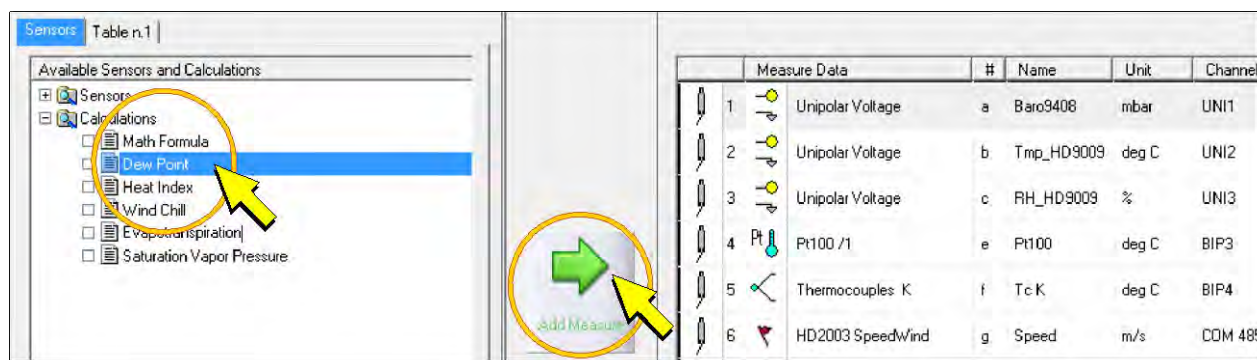 Sensors Table n.1
Available Sensors and Calculations
Sensors
Calculations
Math Formula
Dew Point
Heat Index
Wind Chill
Evapotranspiration
Saturation Vapor Pressure
Add Measure
Measure Data # Name Unit Channel
1 Unipolar Voltage a Baro9408 mbar UNI1
2 Unipolar Voltage b Tmp_HD9009 deg C UNI2
3 Unipolar Voltage c RH_HD9009 % UNI3
4 Pt Pt100 /1 e Pt100 deg C BIP3
5 Thermocouples K f Tc K deg C BIP4
6 HD2003 SpeedWind g Speed m/s COM 485